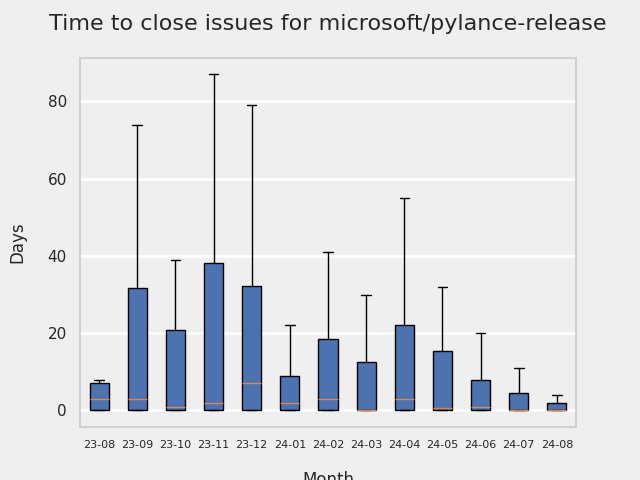 Time to close issues for microsoft/pylance-release
Days
80
60
40
20
0
23-08 23-09 23-10 23-11 23-12 24-01 24-02 24-03 24-04 24-05 24-06 24-07 24-08
Month